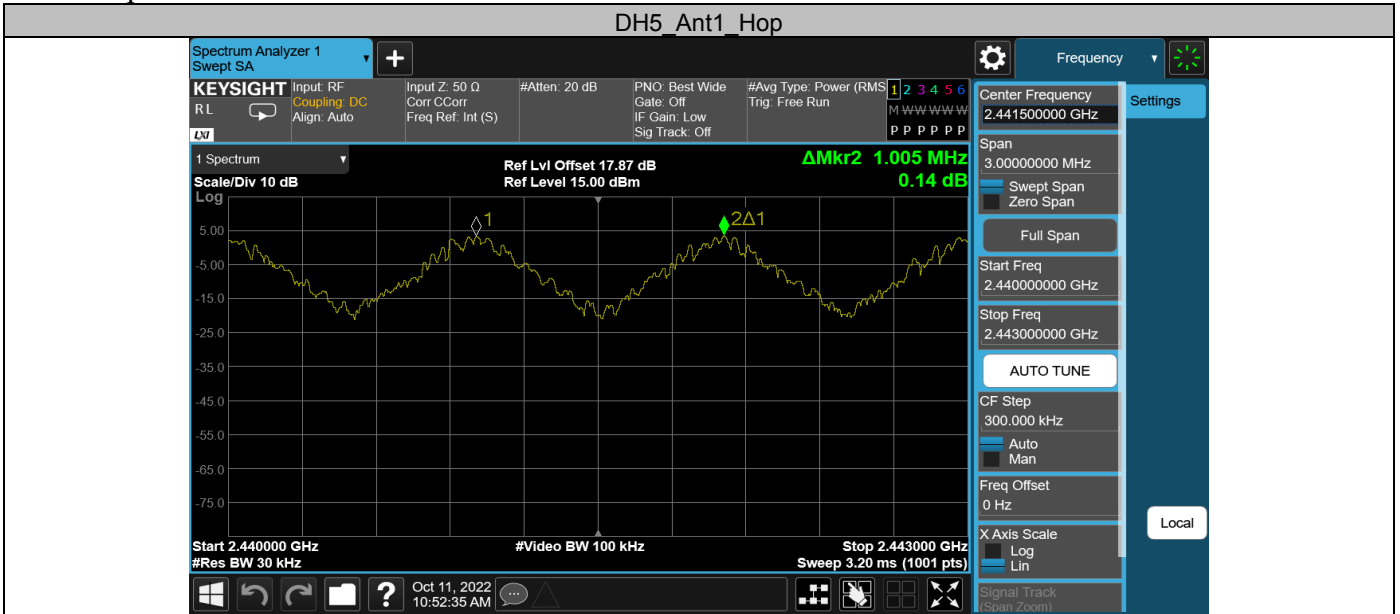 DH5_Ant1_Hop
Spectrum Analyzer 1
Swept SA
+
Frequency
KEYSIGHT
RL
LXI
Input: RF
Coupling: DC
Align: Auto
Input Z: 50 Ω
Corr CCorr
Freq Ref: Int (S)
#Atten: 20 dB
PNO: Best Wide
Gate: Off
IF Gain: Low
Sig Track: Off
#Avg Type: Power (RMS
Trig: Free Run
1 2 3 4 5 6
M W W W W W
P P P P P P
1 Spectrum
Scale/Div 10 dB
Ref Lvl Offset 17.87 dB
Ref Level 15.00 dBm
ΔMkr2 1.005 MHz
0.14 dB
Log
5.00
-5.00
-15.0
-25.0
-35.0
-45.0
-55.0
-65.0
-75.0
1
2Δ1
Start 2.440000 GHz
#Res BW 30 kHz
#Video BW 100 kHz
Stop 2.443000 GHz
Sweep 3.20 ms (1001 pts)
Center Frequency
2.441500000 GHz
Span
3.00000000 MHz
Swept Span
Zero Span
Full Span
Start Freq
2.440000000 GHz
Stop Freq
2.443000000 GHz
AUTO TUNE
CF Step
300.000 kHz
Auto
Man
Freq Offset
0 Hz
X Axis Scale
Log
Lin
Signal Track
(Span Zoom)
Settings
Local
?
Oct 11, 2022
10:52:35 AM